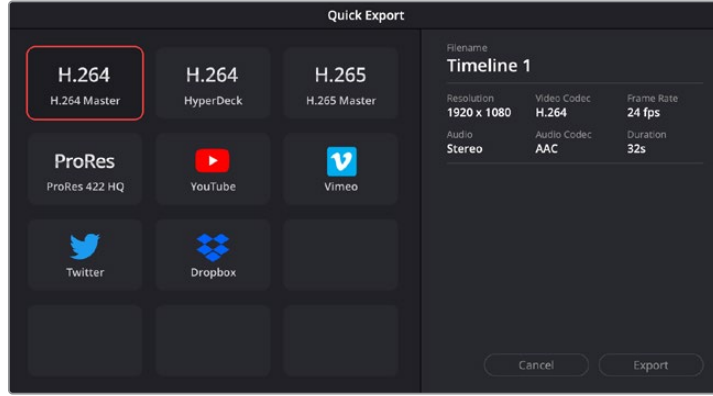 Quick Export
H.264
H.264 Master
H.264
HyperDeck
H.265
H.265 Master
ProRes
ProRes 422 HQ
YouTube
Vimeo
Twitter
Dropbox
Filename
Timeline 1
Resolution Video Codec Frame Rate
1920 x 1080 H.264 24 fps
Audio Audio Codec Duration
Stereo AAC 32s
Cancel Export